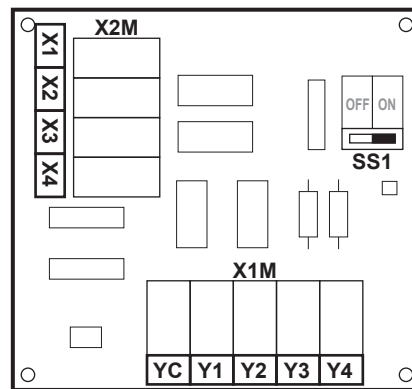 X2M
X1
X2
X3
X4
OFF ON
SS1
X1M
YC Y1 Y2 Y3 Y4